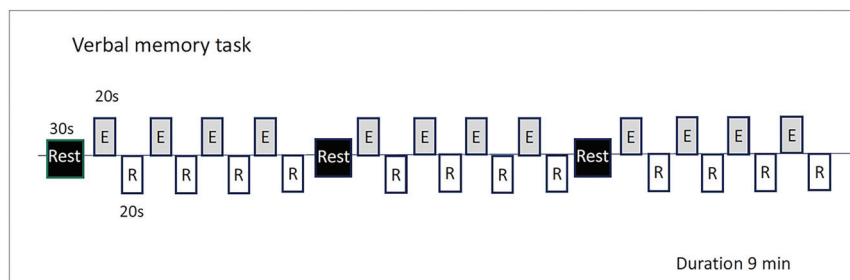 Verbal memory task
20s
30s
Rest E R E R E R E R Rest E R E R E R E R Rest E R E R E R E R
20s
Duration 9 min